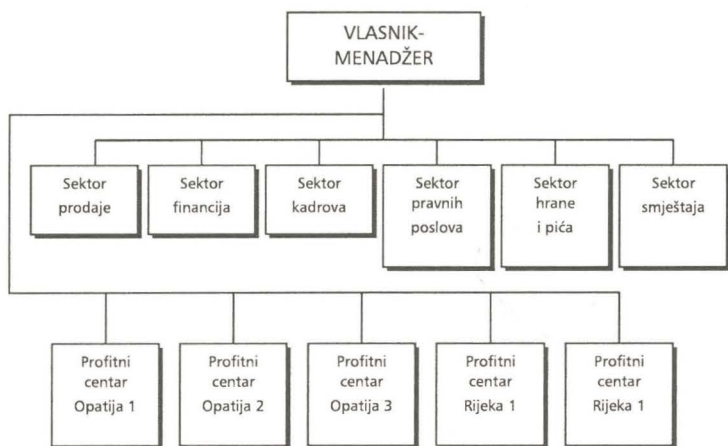 VLASNIK-
MENADŽER
Sektor
prodaje
Sektor
financija
Sektor
kadrova
Sektor
pravnih
poslova
Sektor
hrane
i pića
Sektor
smještaja
Profitni
centar
Opatija 1
Profitni
centar
Opatija 2
Profitni
centar
Opatija 3
Profitni
centar
Rijeka 1
Profitni
centar
Rijeka 1